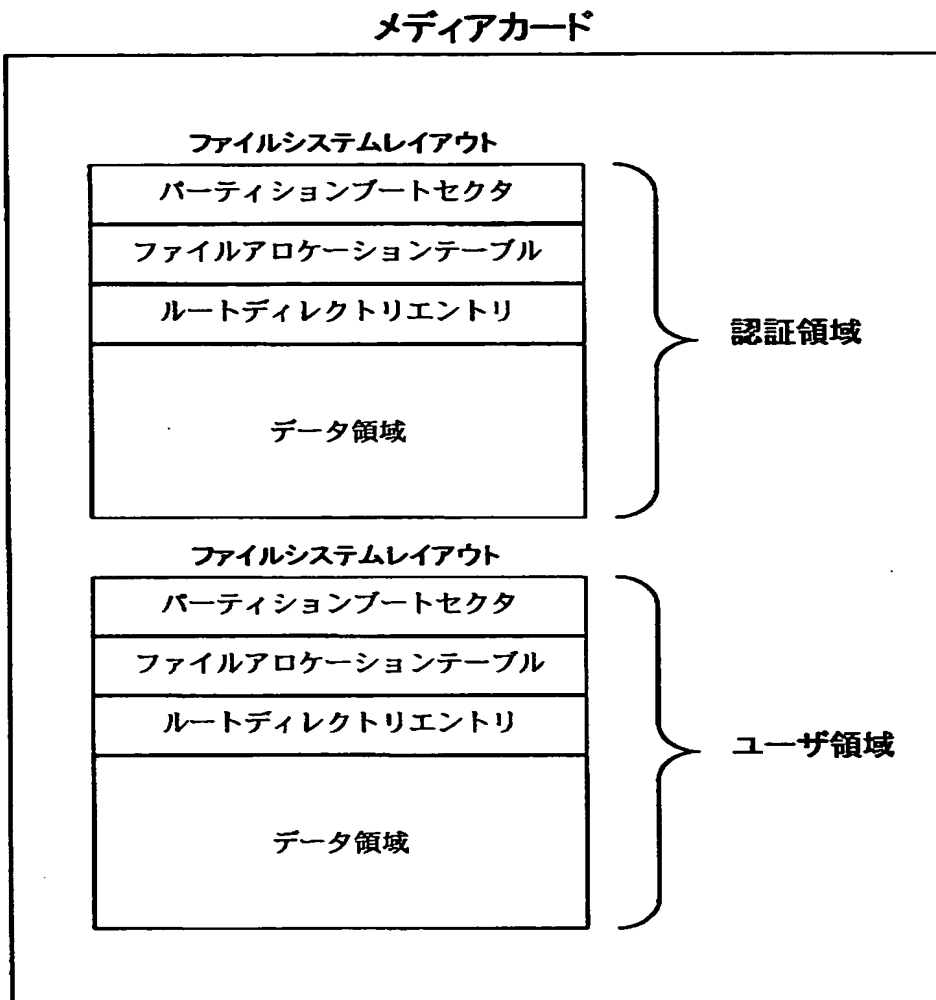 メディアカード
ファイルシステムレイアウト
パーティションブートセクタ
ファイルアロケーションテーブル
ルートディレクトリエントリ
データ領域
認証領域
ファイルシステムレイアウト
パーティションブートセクタ
ファイルアロケーションテーブル
ルートディレクトリエントリ
データ領域
ユーザ領域